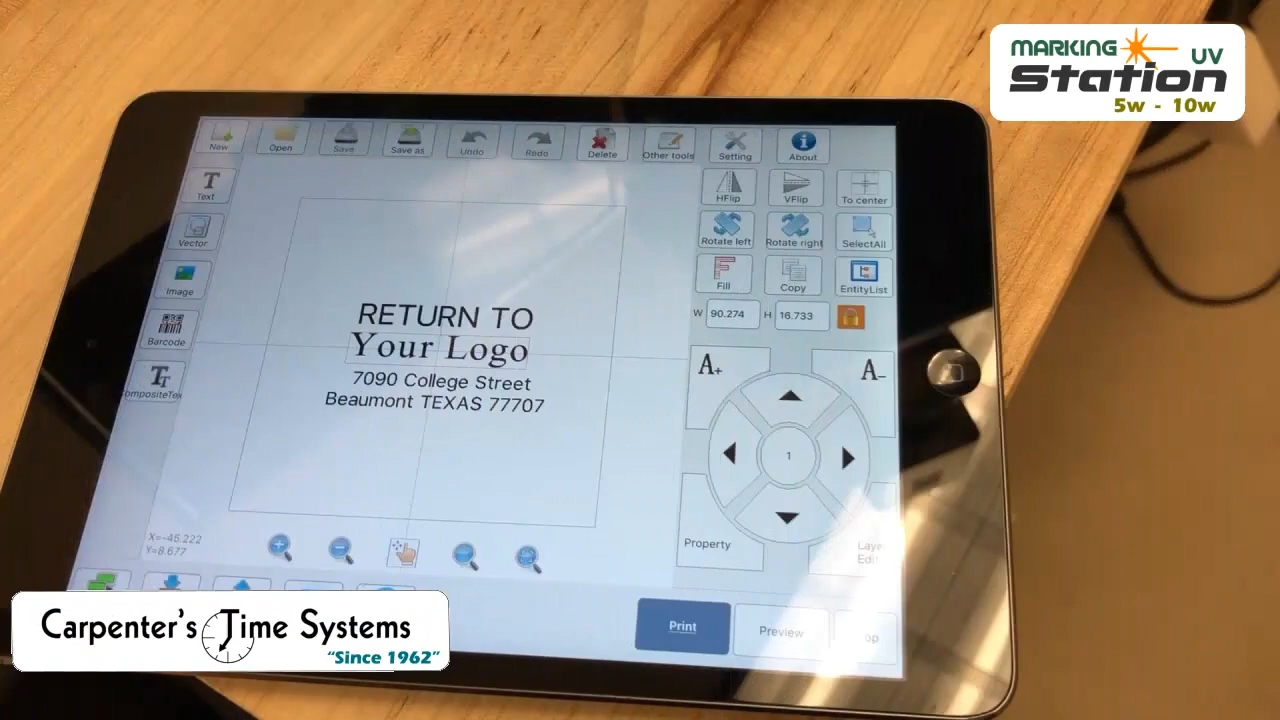 MARKING
Station UV
5w - 10w
New Open Save Save as Undo Redo Delete Other tools Setting About
Text
Vector
Image
Barcode
HFlip VFlip To center
Rotate left Rotate right SelectAll
Fill Copy EntityList
W 90.274 H 16.733
RETURN TO
Your Logo
7090 College Street
Beaumont TEXAS 77707
A+ A-
1
Property
X=-45.222
Y=8.677
Print Preview
Carpenter's Time Systems
"Since 1962"